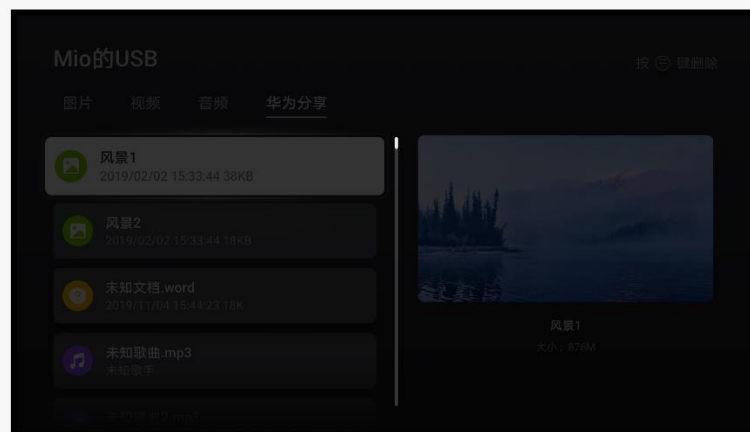 Mio的USB
按 键删除
图片 视频 音频 华为分享
风景1
2019/02/02 15:33:44 38KB
风景2
2019/02/02 15:33:44 18KB
未知文档.word
2019/11/04 15:44:23 18K
未知歌曲.mp3
未知歌手
风景1
大小：876M